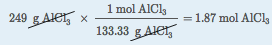 249 g AlCl₃ × 1 mol AlCl₃ / 133.33 g AlCl₃ = 1.87 mol AlCl₃